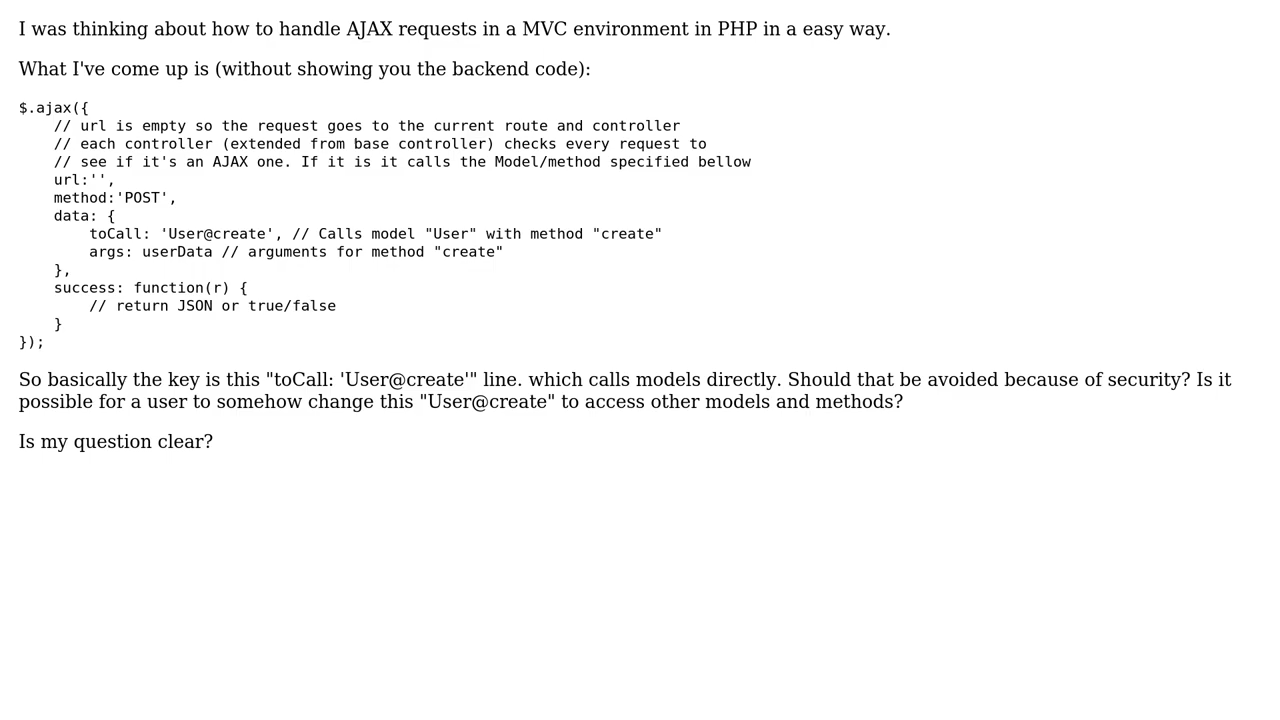 I was thinking about how to handle AJAX requests in a MVC environment in PHP in a easy way.
What I've come up is (without showing you the backend code):
$.ajax({
    // url is empty so the request goes to the current route and controller
    // each controller (extended from base controller) checks every request to
    // see if it's an AJAX one. If it is it calls the Model/method specified bellow
    url:'',
    method:'POST',
    data: {
        toCall: 'User@create', // Calls model "User" with method "create"
        args: userData // arguments for method "create"
    },
    success: function(r) {
        // return JSON or true/false
    }
});
So basically the key is this "toCall: 'User@create'" line. which calls models directly. Should that be avoided because of security? Is it
possible for a user to somehow change this "User@create" to access other models and methods?
Is my question clear?